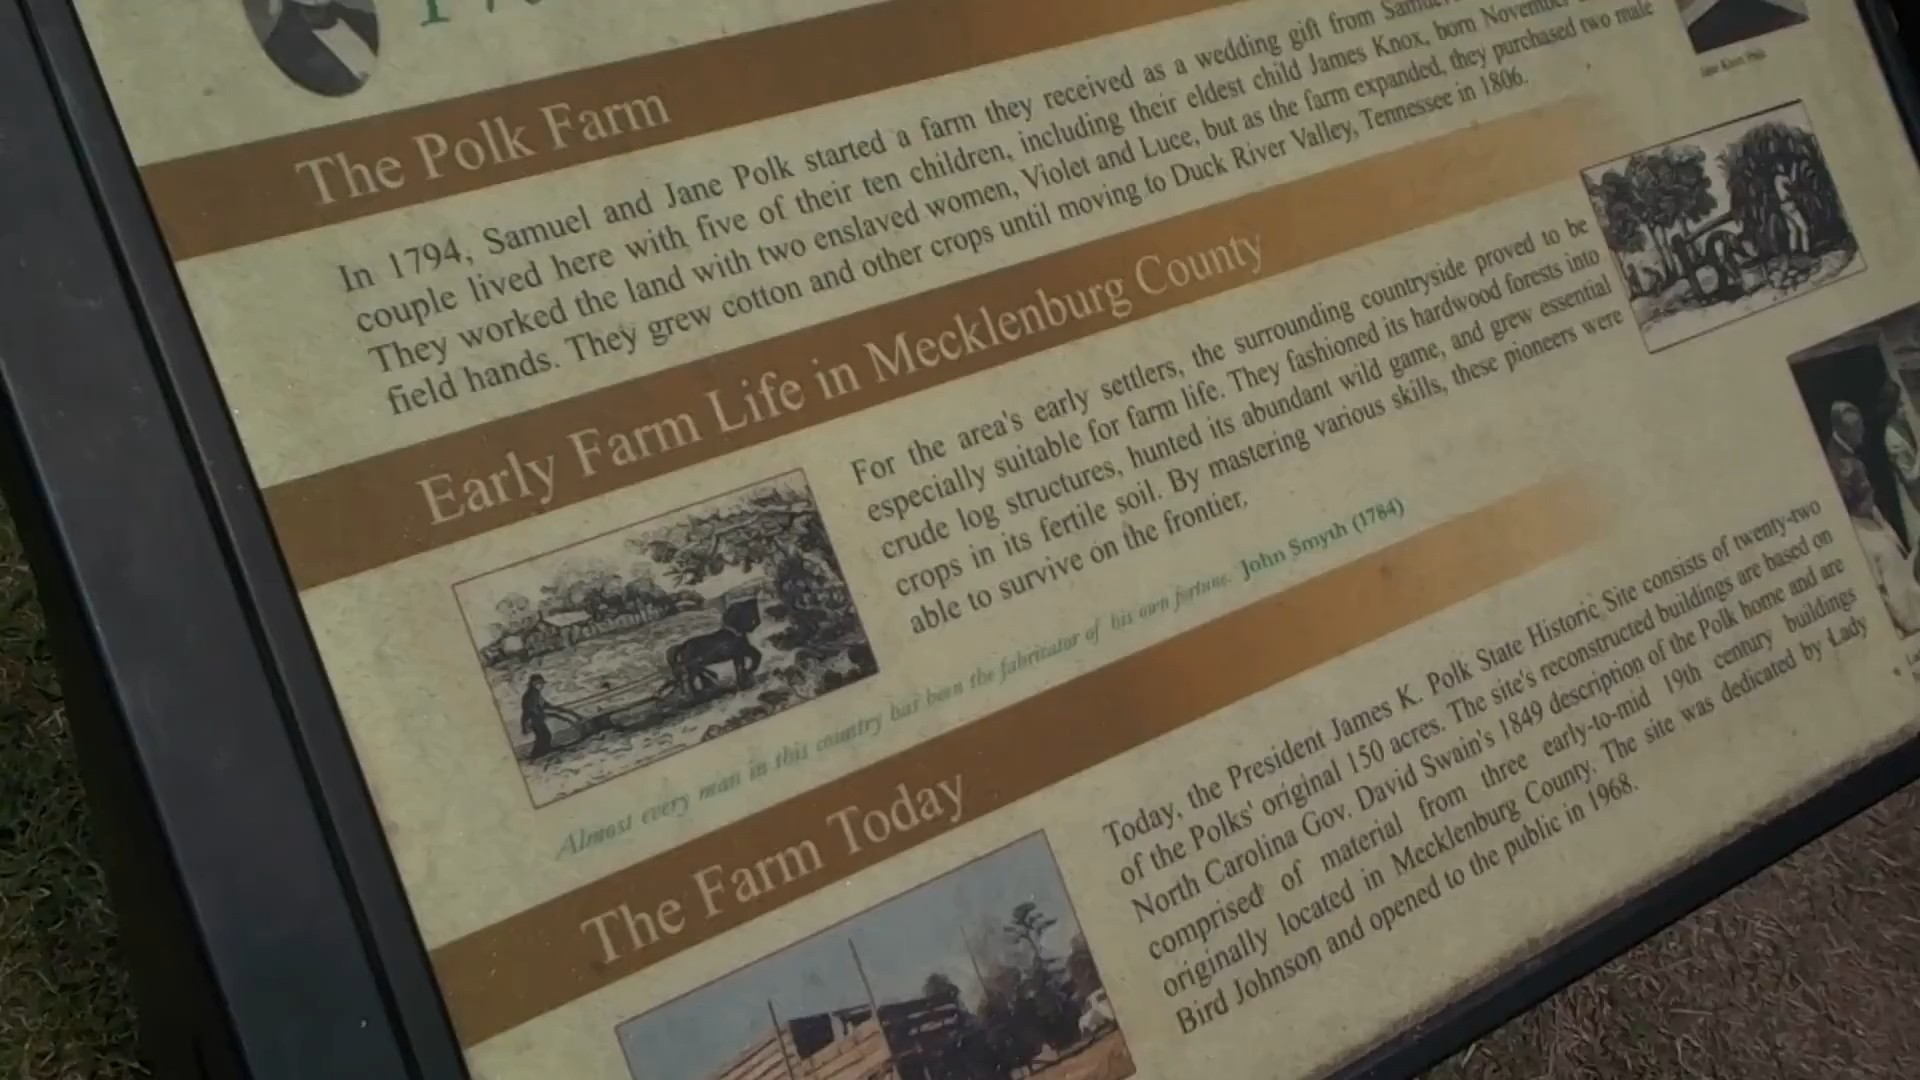 The Polk Farm
In 1794, Samuel and Jane Polk started a farm they received as a wedding gift from
couple lived here with five of their ten children, including their eldest child James Knox, born November
They worked the land with two enslaved women, Violet and Luce, but as the farm expanded, they purchased two male
field hands. They grew cotton and other crops until moving to Duck River Valley, Tennessee in 1806.
Early Farm Life in Mecklenburg County
For the area's early settlers, the surrounding countryside proved to be
especially suitable for farm life. They fashioned its hardwood forests into
crude log structures, hunted its abundant wild game, and grew essential
crops in its fertile soil. By mastering various skills, these pioneers were
able to survive on the frontier.
Almost every man in this country has been the fabricator of his own fortune. John Smyth (1784)
The Farm Today
Today, the President James K. Polk State Historic Site consists of twenty-two
of the Polks' original 150 acres. The site's reconstructed buildings are based on
North Carolina Gov. David Swain's 1849 description of the Polk home and are
comprised of material from three early-to-mid 19th century buildings
originally located in Mecklenburg County. The site was dedicated by Lady
Bird Johnson and opened to the public in 1968.